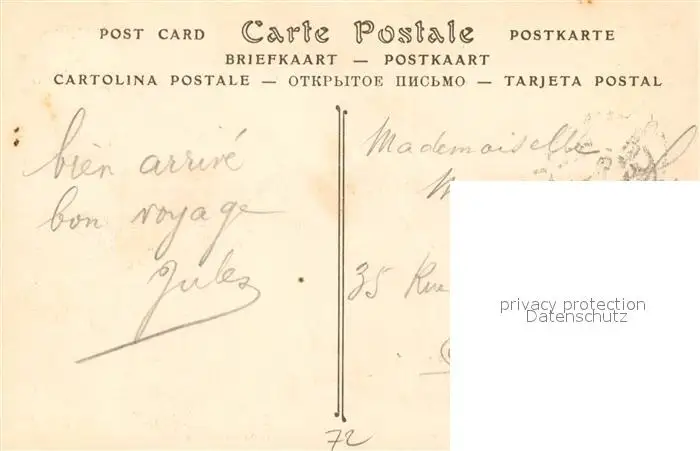 POST CARD Carte Postale POSTKARTE
BRIEFKAART — POSTKAART
CARTOLINA POSTALE — ОТКРЫТОЕ ПИСЬМО — TARJETA POSTAL
bien arrivé
bon voyage
Jules
Mademoiselle
35 Rue
72
privacy protection
Datenschutz